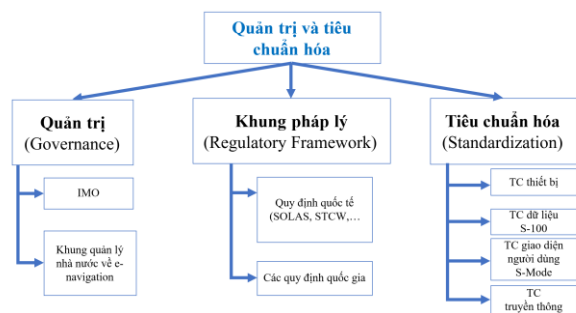 Quản trị và tiêu
chuẩn hóa
Quản trị
(Governance)
IMO
Khung quản lý
nhà nước về e-
navigation
Khung pháp lý
(Regulatory Framework)
Quy định quốc tế
(SOLAS, STCW,…
Các quy định quốc gia
Tiêu chuẩn hóa
(Standardization)
TC thiết bị
TC dữ liệu
S-100
TC giao diện
người dùng
S-Mode
TC
truyền thông